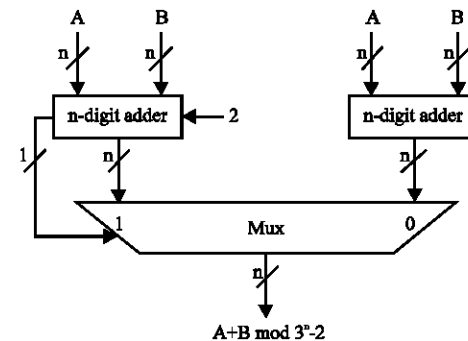 A B A B
n n n n
n-digit adder 2 n-digit adder
1 n n
1 Mux 0
n
A+B mod 3ⁿ-2